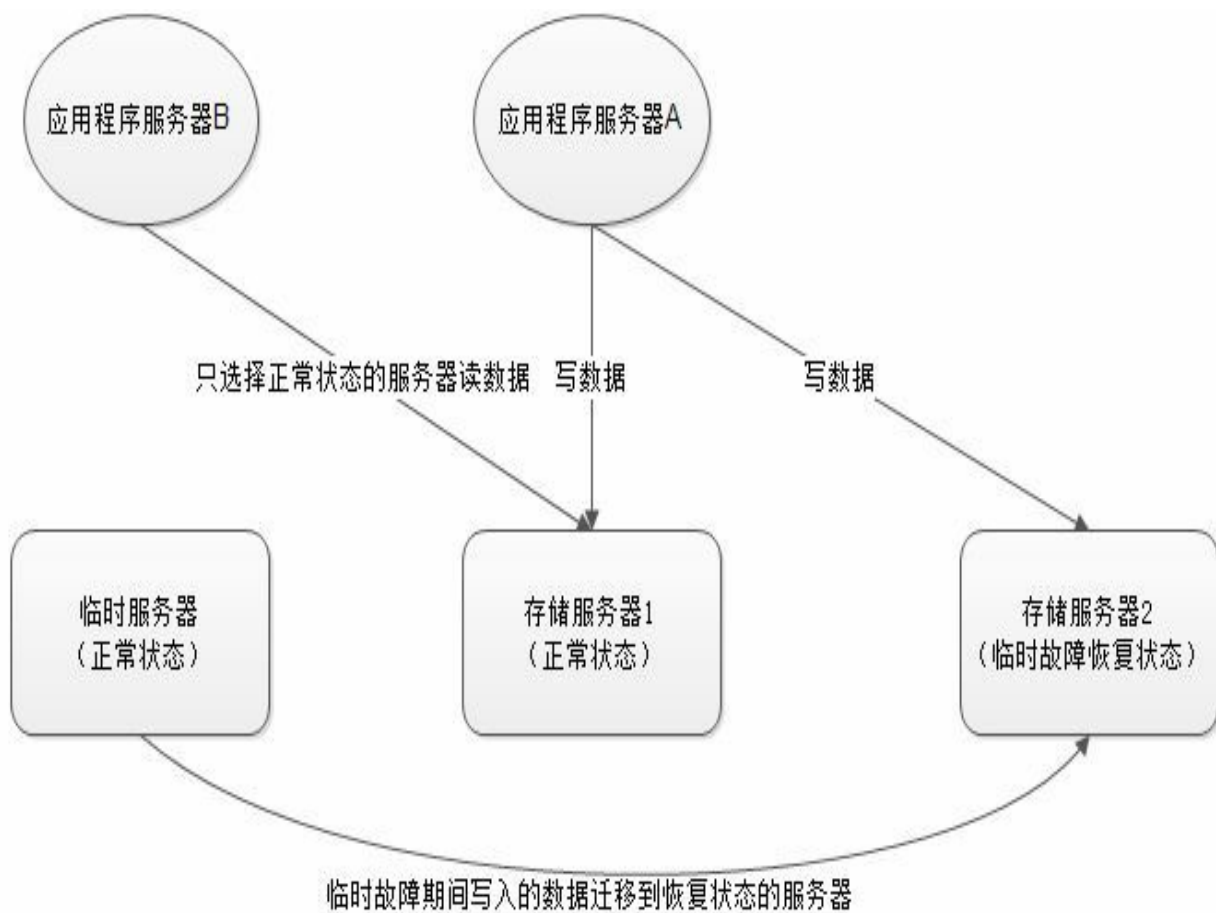 应用程序服务器B
应用程序服务器A
只选择正常状态的服务器读数据
写数据
写数据
临时服务器
（正常状态）
存储服务器1
（正常状态）
存储服务器2
（临时故障恢复状态）
临时故障期间写入的数据迁移到恢复状态的服务器